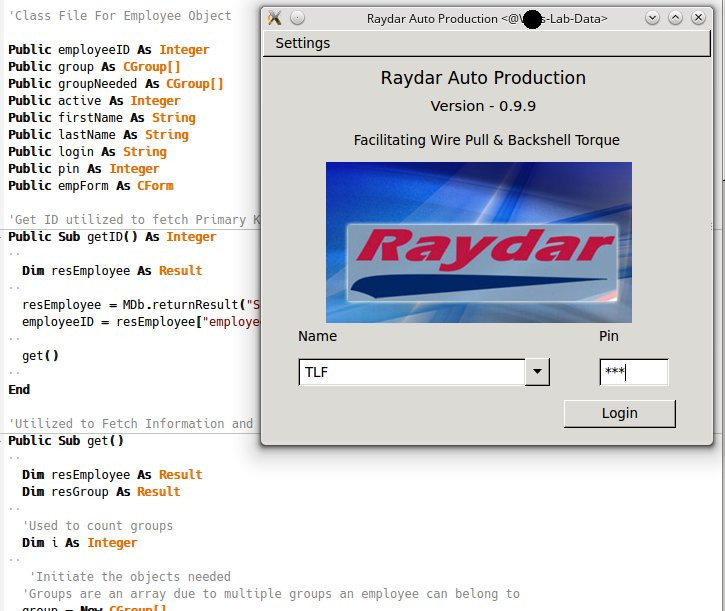 'Class File For Employee Object
Public employeeID As Integer
Public group As CGroup[]
Public groupNeeded As CGroup[]
Public active As Integer
Public firstName As String
Public lastName As String
Public login As String
Public pin As Integer
Public empForm As CForm
'Get ID utilized to fetch Primary K
Public Sub getID() As Integer
Dim resEmployee As Result
resEmployee = MDb.returnResult("S
employeeID = resEmployee["employe
get()
End
'Utilized to Fetch Information and
Public Sub get()
Dim resEmployee As Result
Dim resGroup As Result
'Used to count groups
Dim i As Integer
'Initiate the objects needed
'Groups are an array due to multiple groups an employee can belong to
group = New CGroup[]
Raydar Auto Production <@ s-Lab-Data>
Settings
Raydar Auto Production
Version - 0.9.9
Facilitating Wire Pull & Backshell Torque
Raydar
Name
Pin
TLF
***
Login